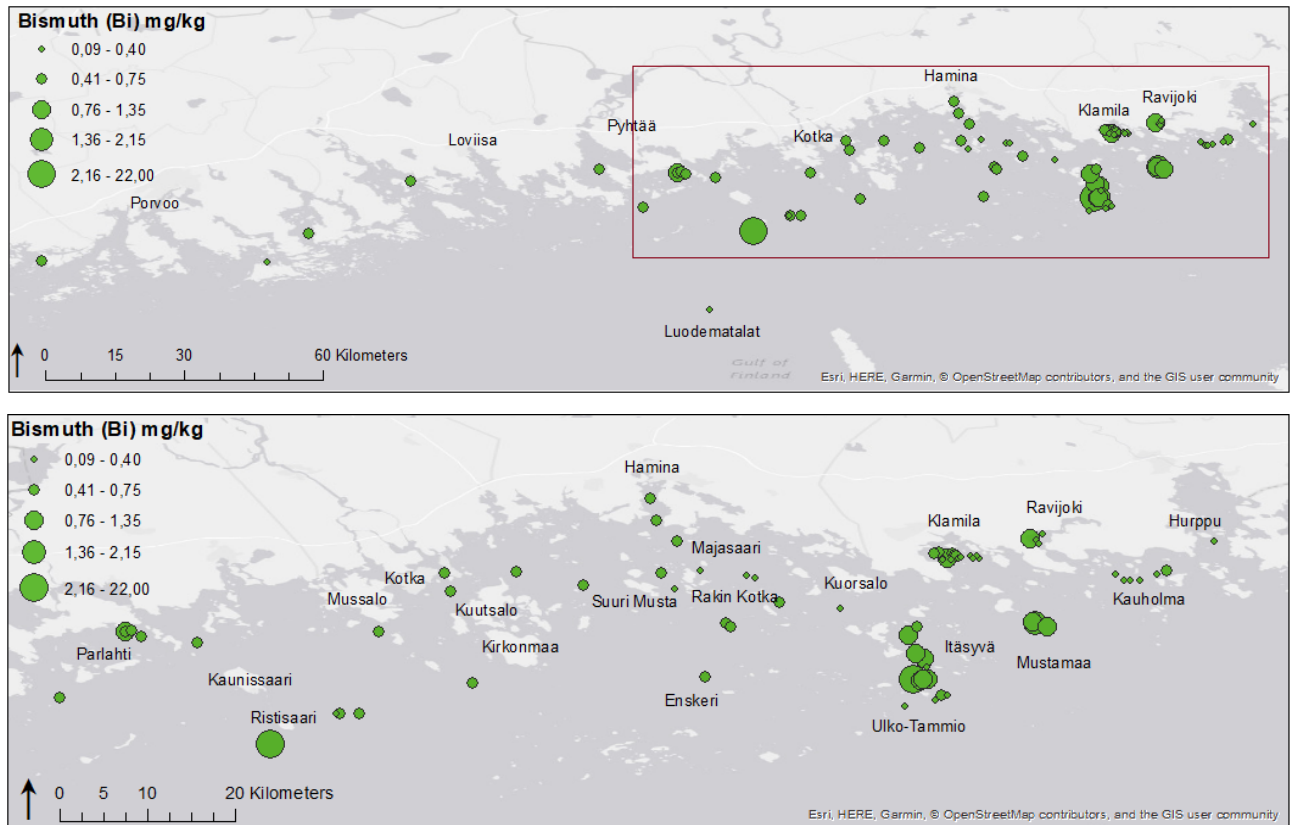 Bismuth (Bi) mg/kg
0,09 - 0,40
0,41 - 0,75
0,76 - 1,35
1,36 - 2,15
2,16 - 22,00
Hamina
Ravijoki
Klamila
Pyhtää
Kotka
Loviisa
Porvoo
Luodematalat
Gulf of
Finland
0 15 30 60 Kilometers
Esri, HERE, Garmin, © OpenStreetMap contributors, and the GIS user community
Bismuth (Bi) mg/kg
0,09 - 0,40
0,41 - 0,75
0,76 - 1,35
1,36 - 2,15
2,16 - 22,00
Hamina
Ravijoki
Klamila
Hurppu
Majasaari
Kotka
Kuorsalo
Mussalo
Kuutsalo
Suuri Musta
Rakin Kotka
Kauholma
Kirkonmaa
Itäsyvä
Parlahti
Mustamaa
Kaunissaari
Enskeri
Ristisaari
Ulko-Tammio
0 5 10 20 Kilometers
Esri, HERE, Garmin, © OpenStreetMap contributors, and the GIS user community